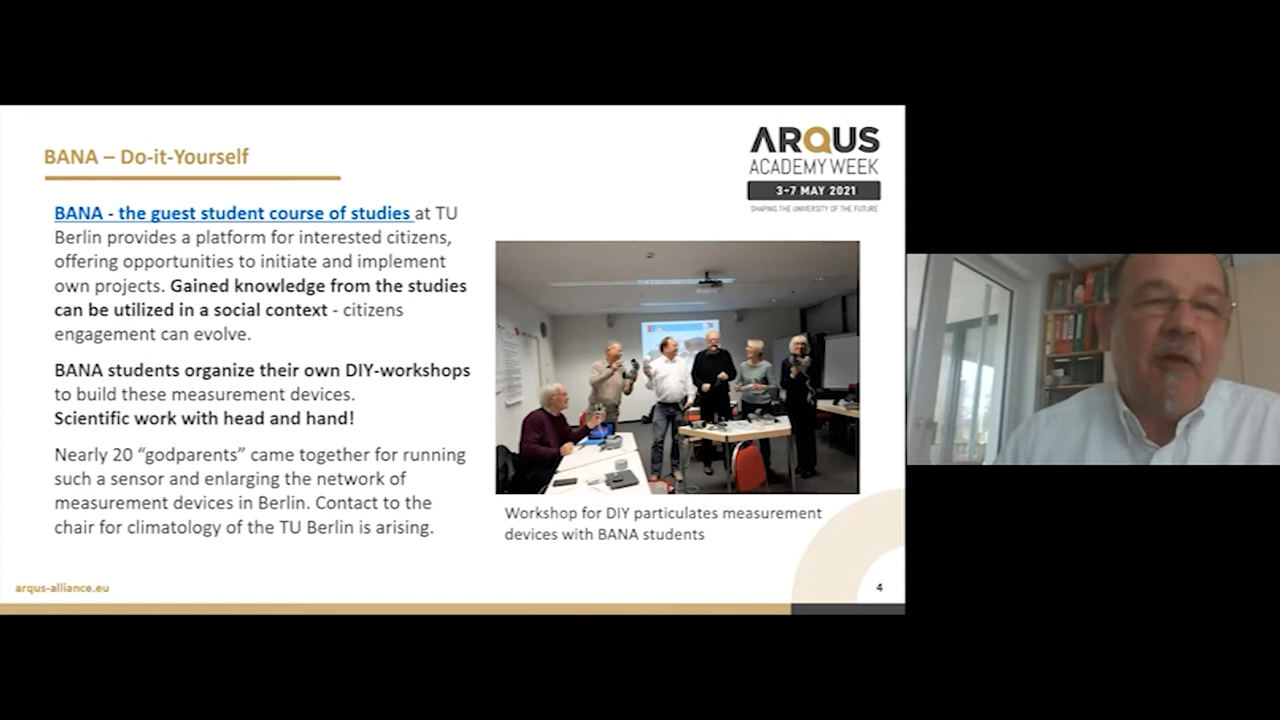 BANA – Do-it-Yourself
ARQUS
ACADEMY WEEK
3-7 MAY 2021
SHAPING THE UNIVERSITY OF THE FUTURE
BANA - the guest student course of studies at TU
Berlin provides a platform for interested citizens,
offering opportunities to initiate and implement
own projects. Gained knowledge from the studies
can be utilized in a social context - citizens
engagement can evolve.
BANA students organize their own DIY-workshops
to build these measurement devices.
Scientific work with head and hand!
Nearly 20 “godparents” came together for running
such a sensor and enlarging the network of
measurement devices in Berlin. Contact to the
chair for climatology of the TU Berlin is arising.
Workshop for DIY particulates measurement
devices with BANA students
arqus-alliance.eu
4